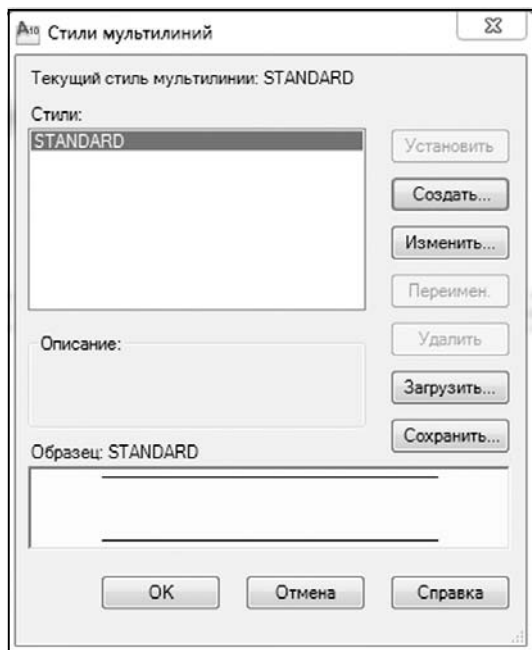 A10 Стили мультилиний
Текущий стиль мультилинии: STANDARD
Стили:
STANDARD
Установить
Создать...
Изменить...
Переимен.
Удалить
Загрузить...
Сохранить...
Описание:
Образец: STANDARD
OK
Отмена
Справка